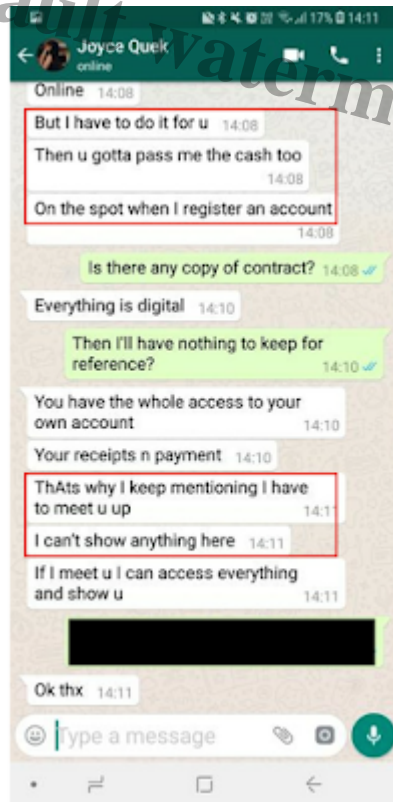 ault waterm
17% 14:11
Joyce Quek
online
Online 14:08
But I have to do it for u 14:08
Then u gotta pass me the cash too
14:08
On the spot when I register an account
14:08
Is there any copy of contract? 14:08
Everything is digital 14:10
Then I'll have nothing to keep for
reference?
14:10
You have the whole access to your
own account
14:10
Your receipts n payment 14:10
ThAts why I keep mentioning I have
to meet u up
14:11
I can't show anything here 14:11
If I meet u I can access everything
and show u
14:11
Ok thx 14:11
Type a message